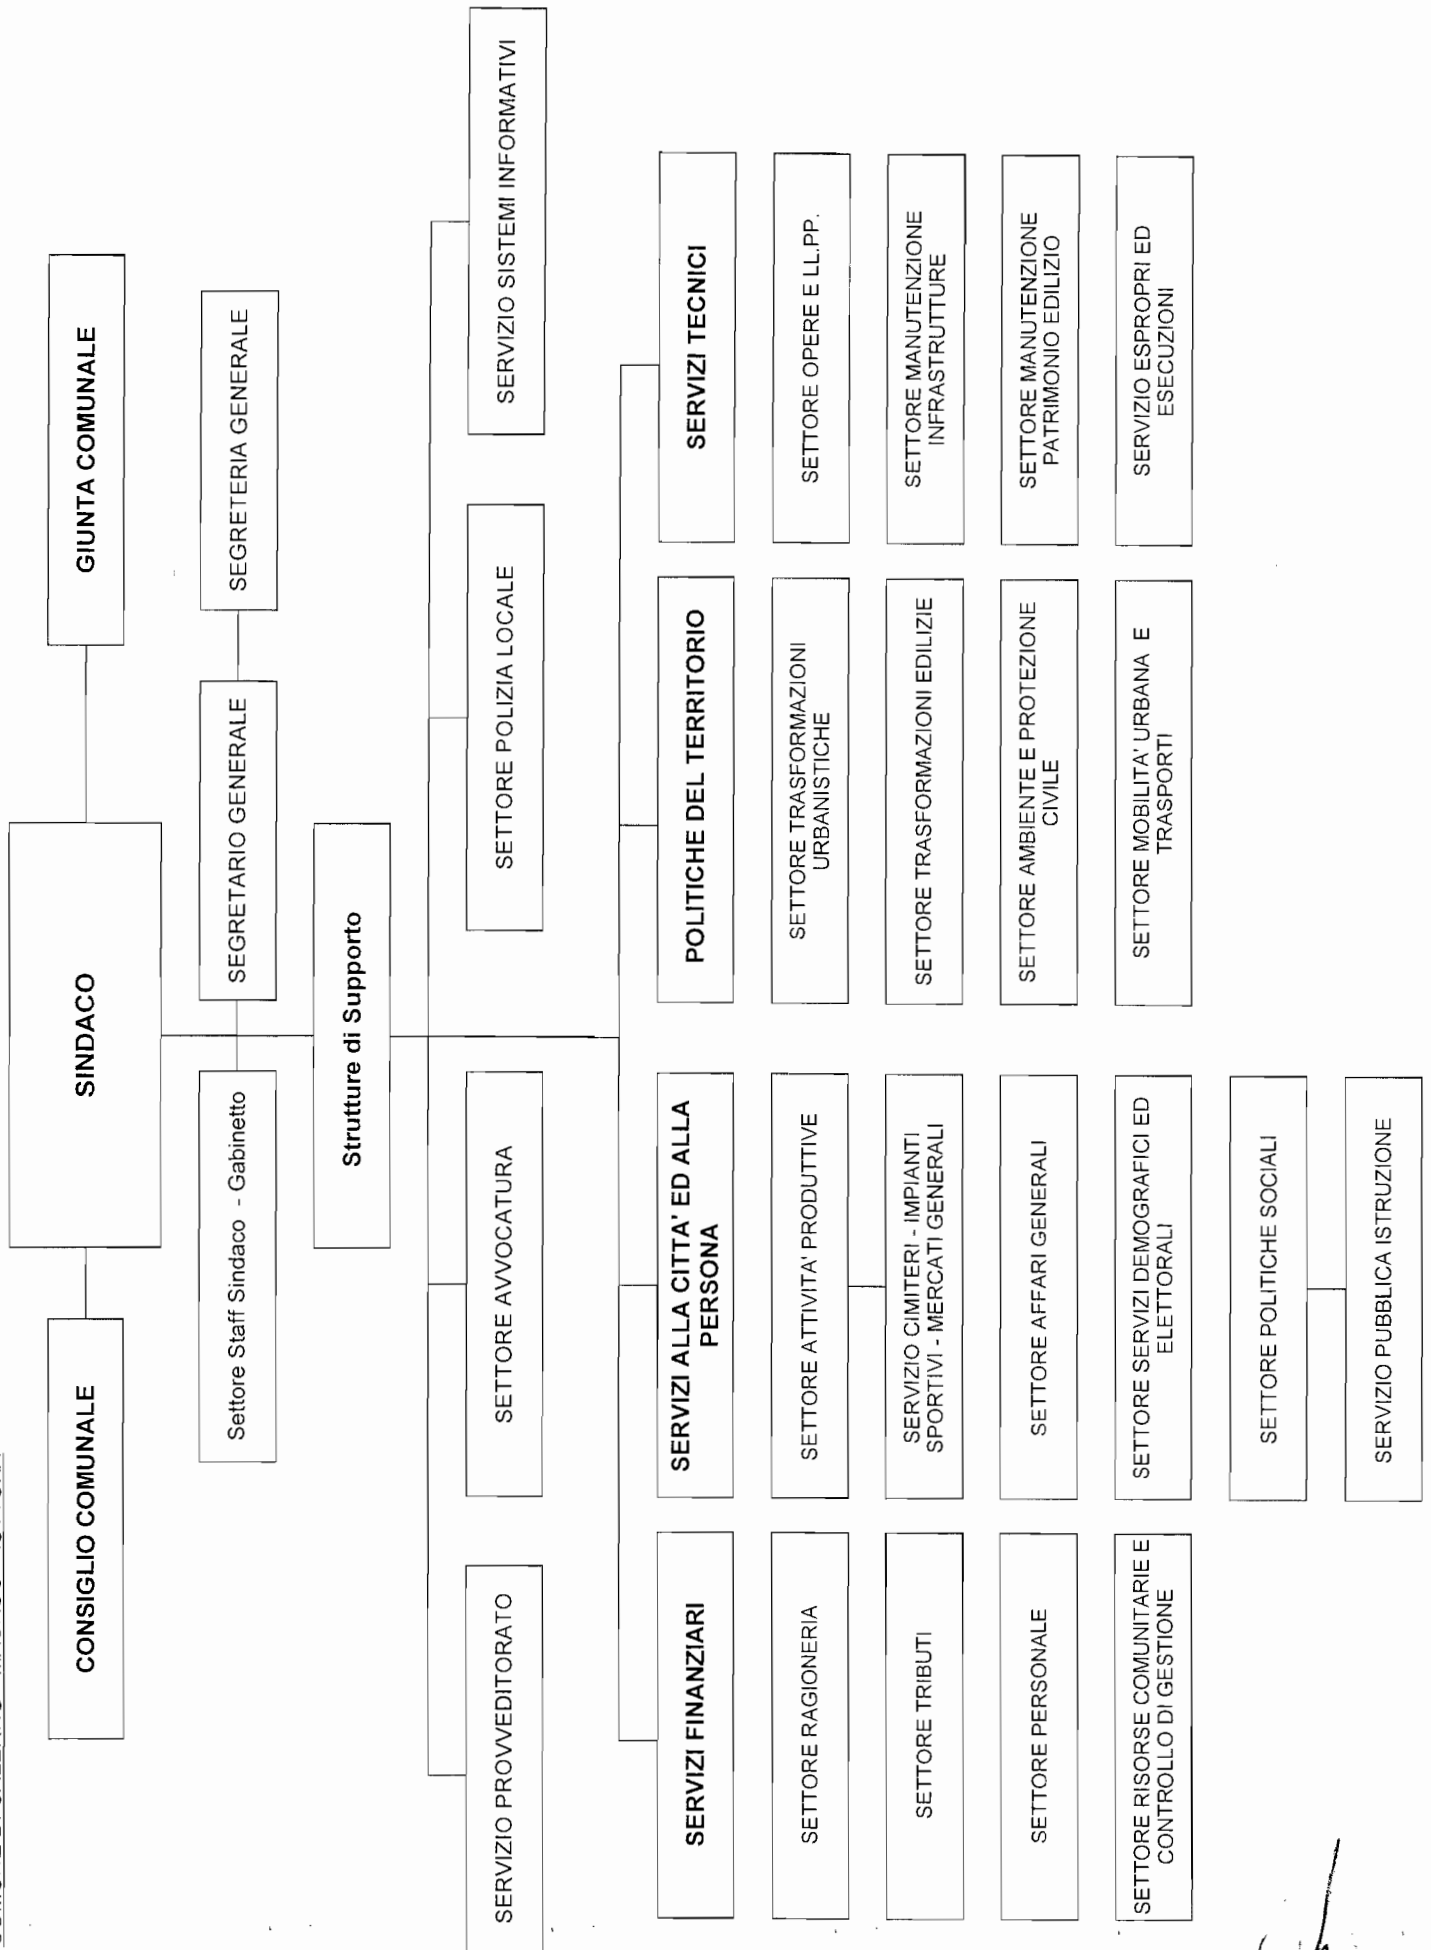 CONSIGLIO COMUNALE
SINDACO
GIUNTA COMUNALE
Settore Staff Sindaco - Gabinetto
SEGRETARIO GENERALE
SEGRETERIA GENERALE
Strutture di Supporto
SERVIZIO PROVVEDITORATO
SETTORE AVVOCATURA
SETTORE POLIZIA LOCALE
SERVIZIO SISTEMI INFORMATIVI
SERVIZI FINANZIARI
SETTORE RAGIONERIA
SETTORE TRIBUTI
SETTORE PERSONALE
SETTORE RISORSE COMUNITARIE E
CONTROLLO DI GESTIONE
SERVIZI ALLA CITTA' ED ALLA
PERSONA
SETTORE ATTIVITA' PRODUTTIVE
SERVIZIO CIMITERI - IMPIANTI
SPORTIVI - MERCATI GENERALI
SETTORE AFFARI GENERALI
SETTORE SERVIZI DEMOGRAFICI ED
ELETTORALI
SETTORE POLITICHE SOCIALI
SERVIZIO PUBBLICA ISTRUZIONE
POLITICHE DEL TERRITORIO
SETTORE TRASFORMAZIONI
URBANISTICHE
SETTORE TRASFORMAZIONI EDILIZIE
SETTORE AMBIENTE E PROTEZIONE
CIVILE
SETTORE MOBILITA' URBANA E
TRASPORTI
SERVIZI TECNICI
SETTORE OPERE E LL.PP.
SETTORE MANUTENZIONE
INFRASTRUTTURE
SETTORE MANUTENZIONE
PATRIMONIO EDILIZIO
SERVIZIO ESPROPRI ED
ESECUZIONI